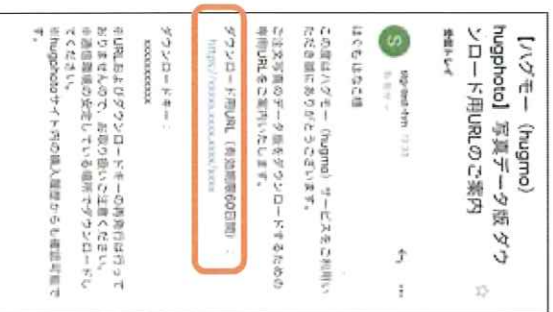 【ハグモー（hugmo）
hugphoto】写真データ版 ダウ
ンロード用URLのご案内
受信トレイ
S
はぐもはなこ様
この度はハグモー（hugmo）サービスをご利用い
ただき誠にありがとうございます。
ご注文写真のデータ版をダウンロードするための
専用URLをご案内いたします。
ダウンロード用URL（有効期限60日間）：
https://xxxxx.xxxx.xxxx/xxxx
ダウンロードキー：
xxxxxxxxxxx
※URLおよびダウンロードキーの再発行は行って
おりませんので、お取り扱いご注意ください。
※通信環境の安定している場所でダウンロードし
てください。
※hugphotoサイト内の購入履歴からも確認可能で
す。